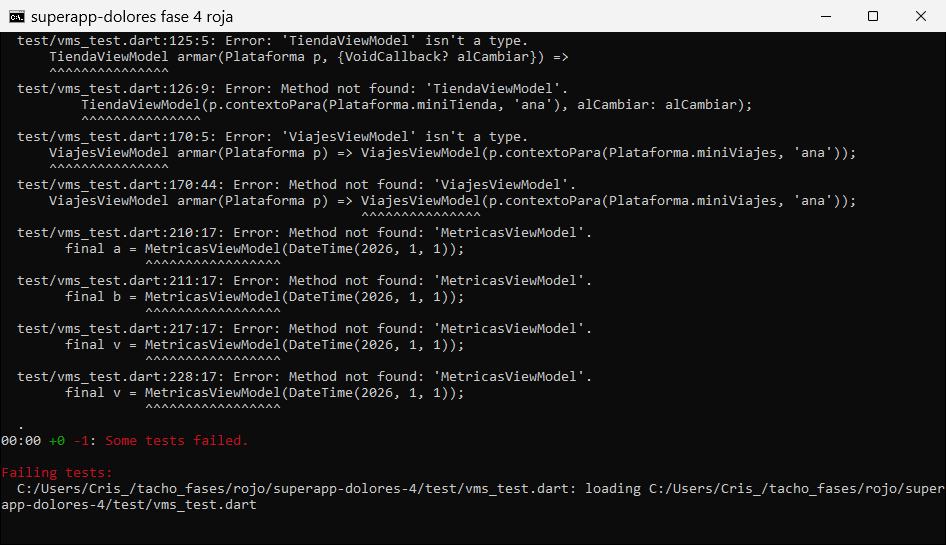 superapp-dolores fase 4 roja
test/vms_test.dart:125:5: Error: 'TiendaViewModel' isn't a type.
TiendaViewModel armar(Plataforma p, {VoidCallback? alCambiar}) =>
^^^^^^^^^^^^^^^
test/vms_test.dart:126:9: Error: Method not found: 'TiendaViewModel'.
TiendaViewModel(p.contextoPara(Plataforma.miniTienda, 'ana'), alCambiar: alCambiar);
^^^^^^^^^^^^^^^
test/vms_test.dart:170:5: Error: 'ViajesViewModel' isn't a type.
ViajesViewModel armar(Plataforma p) => ViajesViewModel(p.contextoPara(Plataforma.miniViajes, 'ana'));
^^^^^^^^^^^^^^^
test/vms_test.dart:170:44: Error: Method not found: 'ViajesViewModel'.
ViajesViewModel armar(Plataforma p) => ViajesViewModel(p.contextoPara(Plataforma.miniViajes, 'ana'));
^^^^^^^^^^^^^^^
test/vms_test.dart:210:17: Error: Method not found: 'MetricasViewModel'.
final a = MetricasViewModel(DateTime(2026, 1, 1));
^^^^^^^^^^^^^^^^^
test/vms_test.dart:211:17: Error: Method not found: 'MetricasViewModel'.
final b = MetricasViewModel(DateTime(2026, 1, 1));
^^^^^^^^^^^^^^^^^
test/vms_test.dart:217:17: Error: Method not found: 'MetricasViewModel'.
final v = MetricasViewModel(DateTime(2026, 1, 1));
^^^^^^^^^^^^^^^^^
test/vms_test.dart:228:17: Error: Method not found: 'MetricasViewModel'.
final v = MetricasViewModel(DateTime(2026, 1, 1));
^^^^^^^^^^^^^^^^^
.
00:00 +0 -1: Some tests failed.
Failing tests:
C:/Users/Cris_/tacho_fases/rojo/superapp-dolores-4/test/vms_test.dart: loading C:/Users/Cris_/tacho_fases/rojo/super
app-dolores-4/test/vms_test.dart